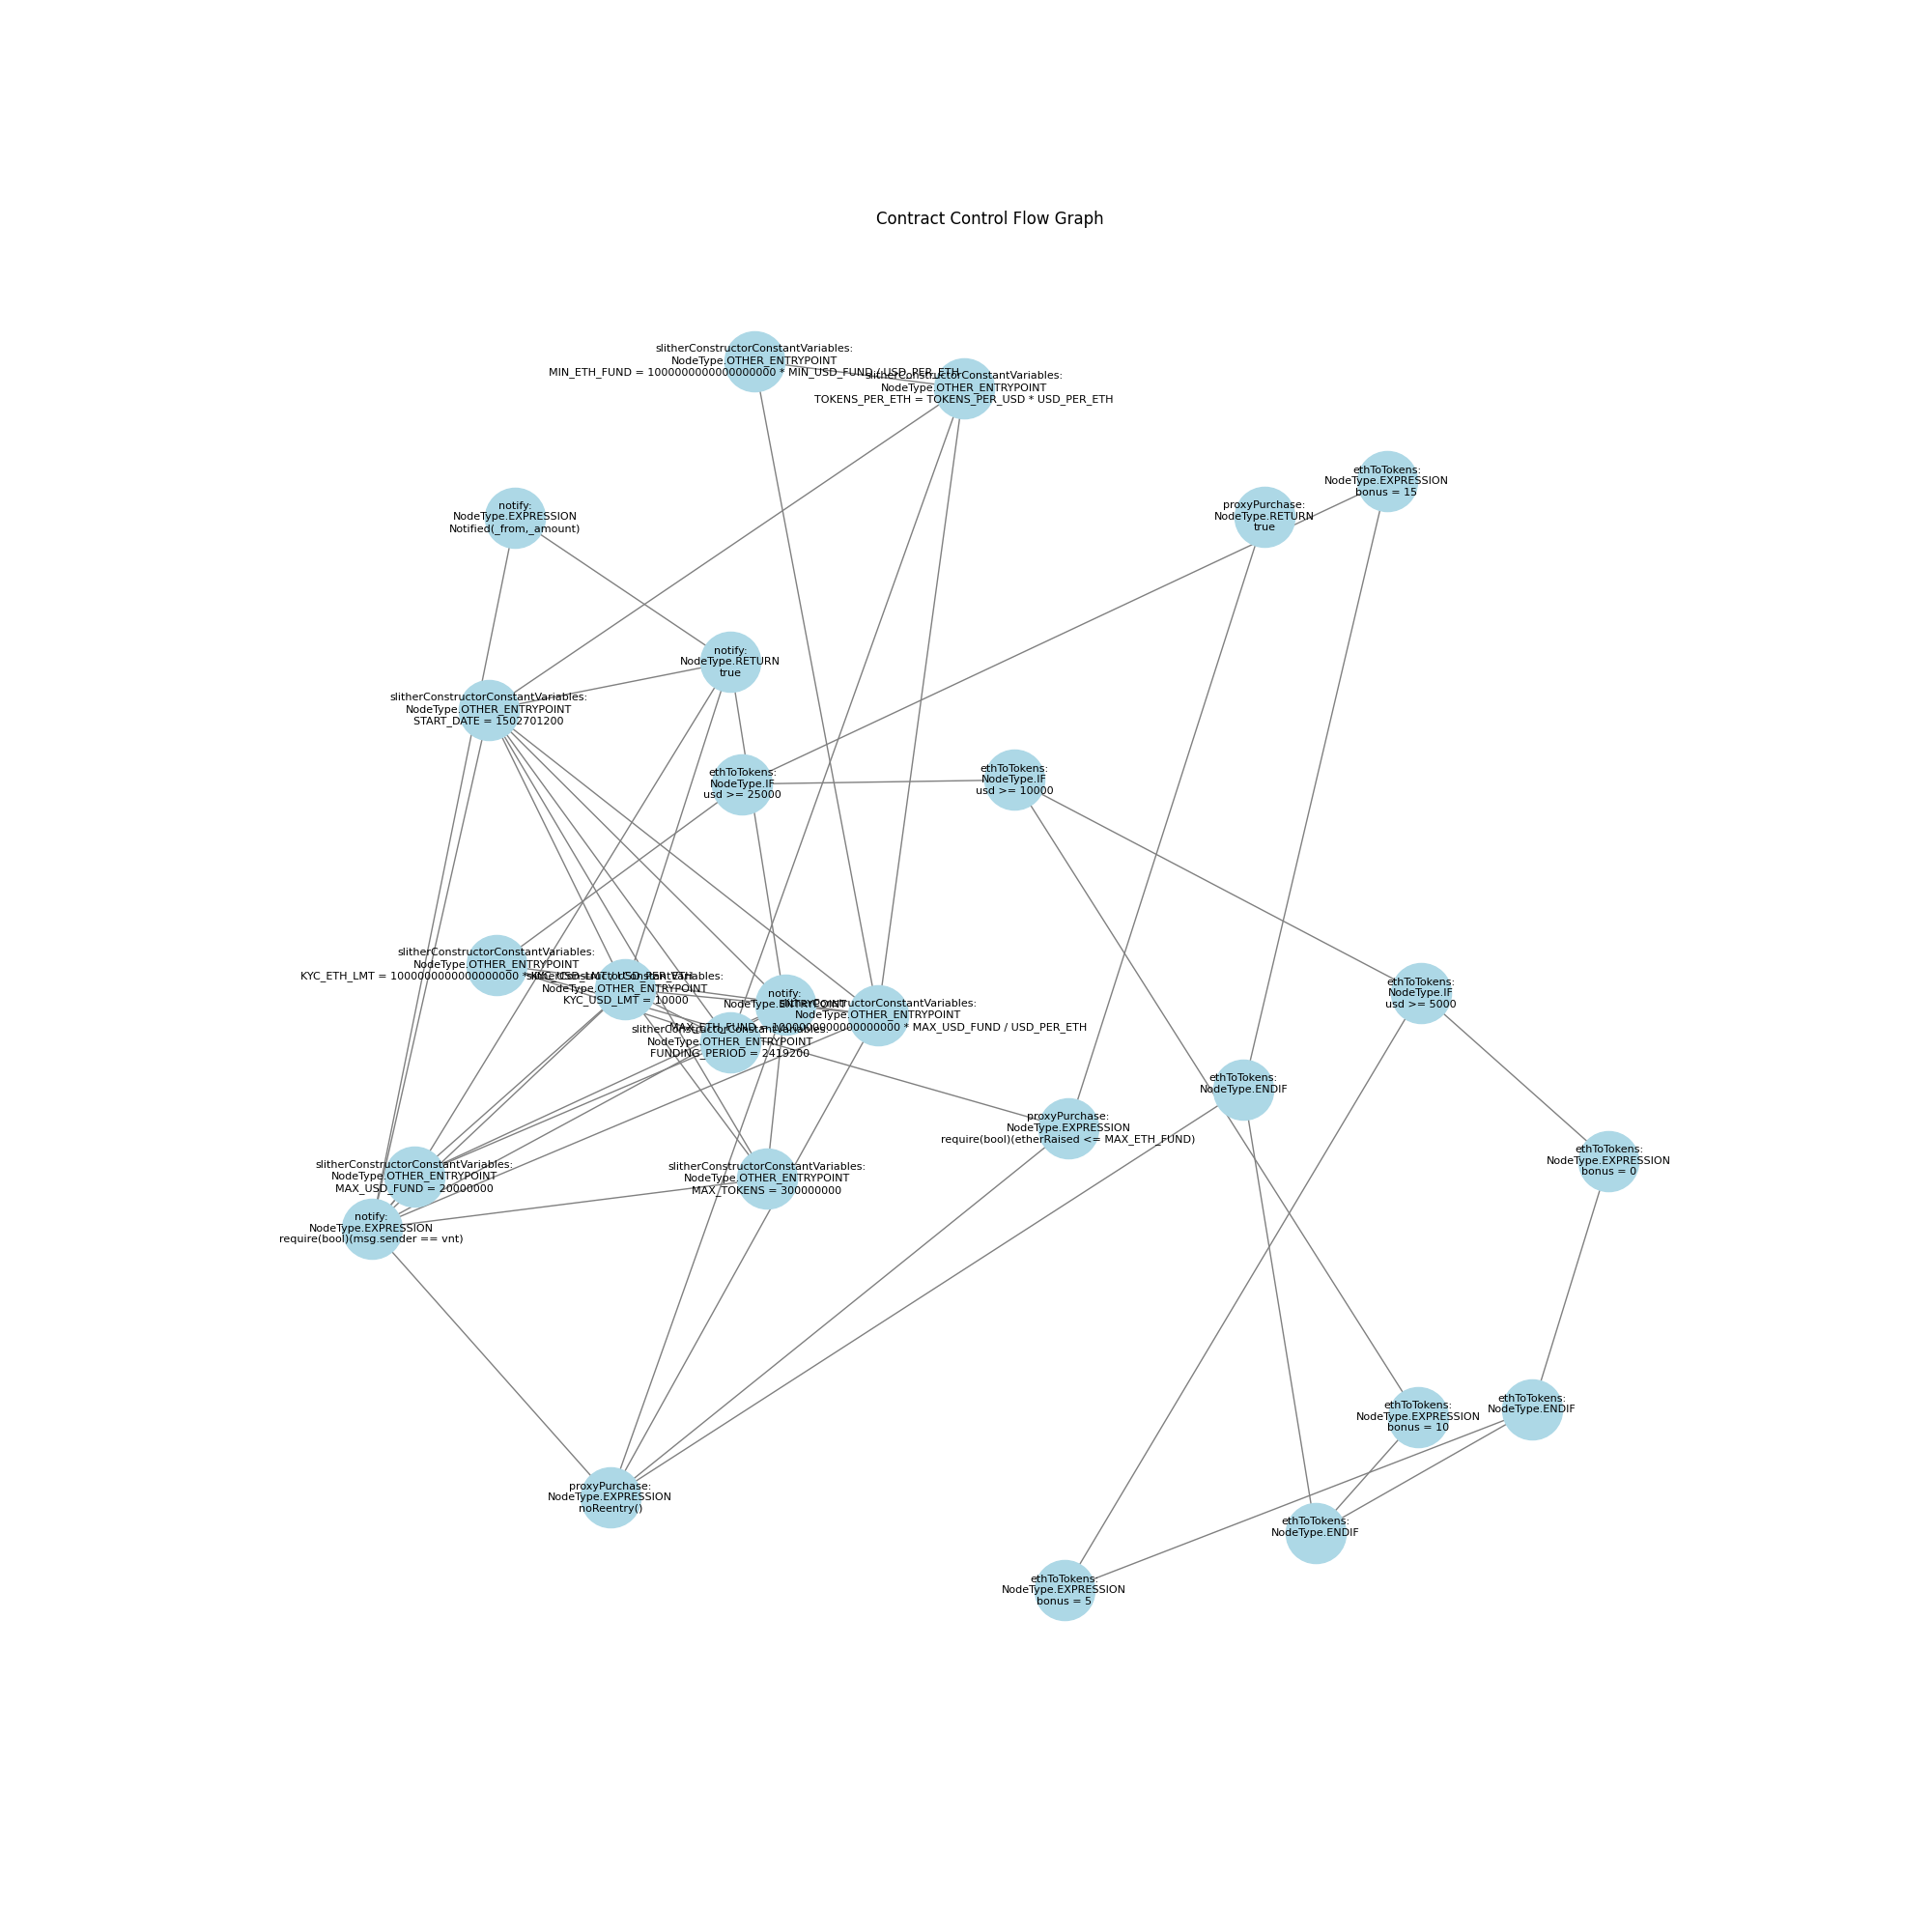 Contract Control Flow Graph
slitherConstructorConstantVariables:
NodeType.OTHER_ENTRYPOINT
MIN_ETH_FUND = 1000000000000000000 * MIN_USD_FUND / USD_PER_ETH
slitherConstructorConstantVariables:
NodeType.OTHER_ENTRYPOINT
TOKENS_PER_ETH = TOKENS_PER_USD * USD_PER_ETH
ethToTokens:
NodeType.EXPRESSION
bonus = 15
notify:
NodeType.EXPRESSION
Notified(_from,_amount)
proxyPurchase:
NodeType.RETURN
true
notify:
NodeType.RETURN
true
slitherConstructorConstantVariables:
NodeType.OTHER_ENTRYPOINT
START_DATE = 1502701200
ethToTokens:
NodeType.IF
usd >= 25000
ethToTokens:
NodeType.IF
usd >= 10000
slitherConstructorConstantVariables:
NodeType.OTHER_ENTRYPOINT
KYC_ETH_LMT = 1000000000000000000 * KYC_USD_LMT / USD_PER_ETH
slitherConstructorConstantVariables:
NodeType.OTHER_ENTRYPOINT
KYC_USD_LMT = 10000
notify:
NodeType.ENTRYPOINT
slitherConstructorConstantVariables:
NodeType.OTHER_ENTRYPOINT
MAX_ETH_FUND = 1000000000000000000 * MAX_USD_FUND / USD_PER_ETH
slitherConstructorConstantVariables:
NodeType.OTHER_ENTRYPOINT
FUNDING_PERIOD = 2419200
ethToTokens:
NodeType.IF
usd >= 5000
ethToTokens:
NodeType.ENDIF
proxyPurchase:
NodeType.EXPRESSION
require(bool)(etherRaised <= MAX_ETH_FUND)
ethToTokens:
NodeType.EXPRESSION
bonus = 0
slitherConstructorConstantVariables:
NodeType.OTHER_ENTRYPOINT
MAX_USD_FUND = 20000000
slitherConstructorConstantVariables:
NodeType.OTHER_ENTRYPOINT
MAX_TOKENS = 300000000
notify:
NodeType.EXPRESSION
require(bool)(msg.sender == vnt)
ethToTokens:
NodeType.EXPRESSION
bonus = 10
ethToTokens:
NodeType.ENDIF
proxyPurchase:
NodeType.EXPRESSION
noReentry()
ethToTokens:
NodeType.ENDIF
ethToTokens:
NodeType.EXPRESSION
bonus = 5